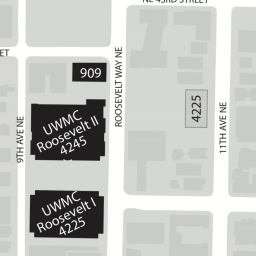 NE 43RD STREET
ET
909
ROOSEVELT WAY NE
4225
UWMC
Roosevelt II
4245
9TH AVE NE
11TH AVE NE
UWMC
Roosevelt I
4225